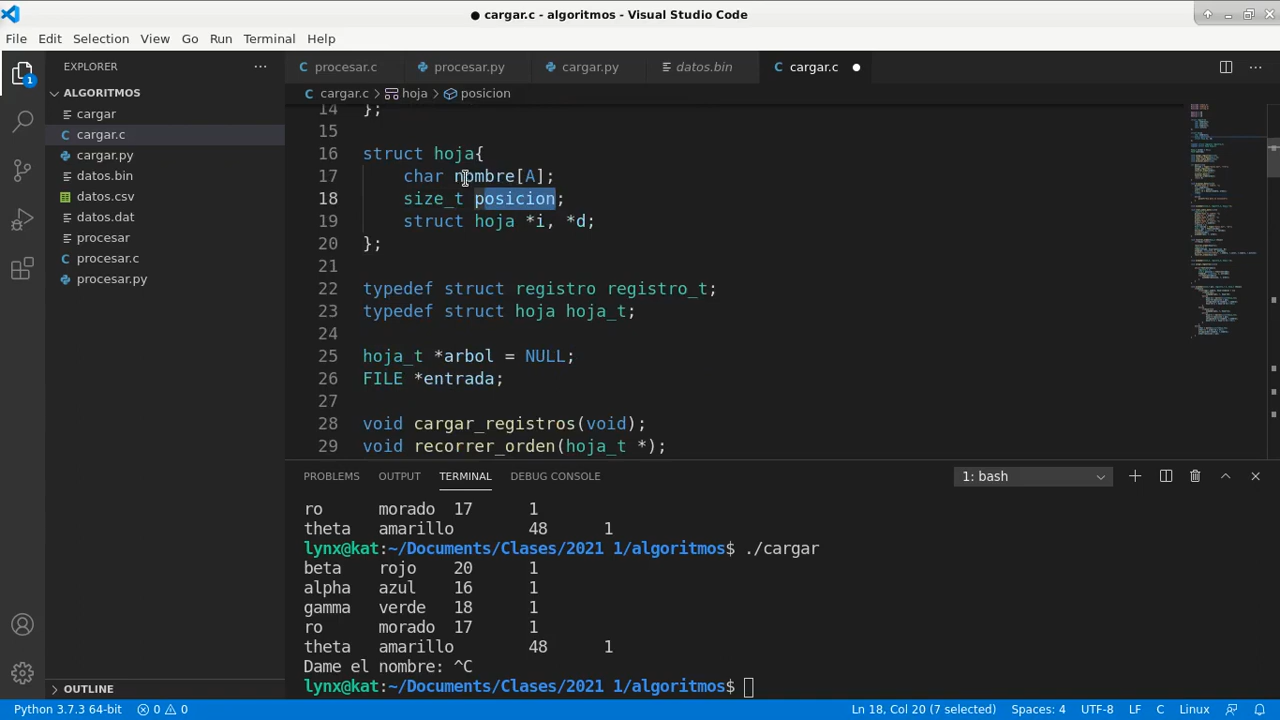 ● cargar.c - algoritmos - Visual Studio Code
File Edit Selection View Go Run Terminal Help
EXPLORER ···
1
C procesar.c procesar.py cargar.py datos.bin C cargar.c ●
C cargar.c > hoja > posicion
ALGORITMOS
cargar
C cargar.c
cargar.py
datos.bin
datos.csv
datos.dat
procesar
C procesar.c
procesar.py
OUTLINE
14 };
15
16 struct hoja{
17 char nombre[A];
18 size_t posicion;
19 struct hoja *i, *d;
20 };
21
22 typedef struct registro registro_t;
23 typedef struct hoja hoja_t;
24
25 hoja_t *arbol = NULL;
26 FILE *entrada;
27
28 void cargar_registros(void);
29 void recorrer_orden(hoja_t *);
PROBLEMS OUTPUT TERMINAL DEBUG CONSOLE 1: bash
ro morado 17 1
theta amarillo 48 1
lynx@kat:~/Documents/Clases/2021 1/algoritmos$ ./cargar
beta rojo 20 1
alpha azul 16 1
gamma verde 18 1
ro morado 17 1
theta amarillo 48 1
Dame el nombre: ^C
lynx@kat:~/Documents/Clases/2021 1/algoritmos$
Python 3.7.3 64-bit 0 0 Ln 18, Col 20 (7 selected) Spaces: 4 UTF-8 LF C Linux